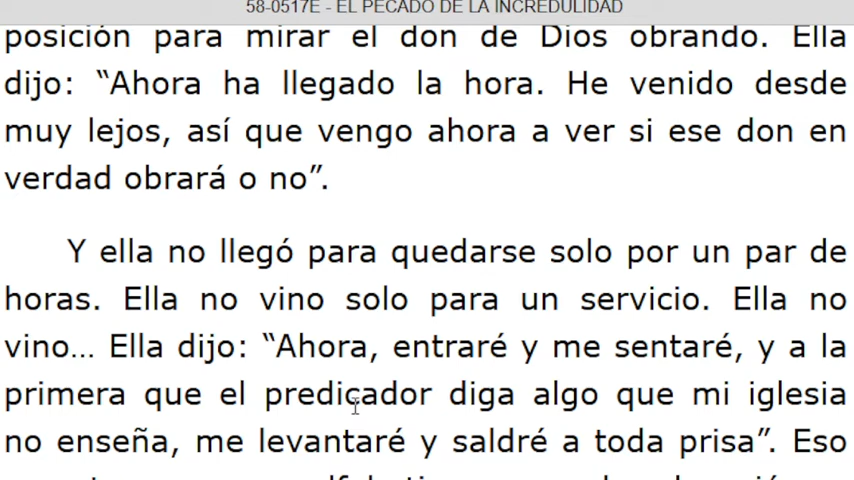 58-0517E - EL PECADO DE LA INCREDULIDAD
posición para mirar el don de Dios obrando. Ella
dijo: “Ahora ha llegado la hora. He venido desde
muy lejos, así que vengo ahora a ver si ese don en
verdad obrará o no”.
Y ella no llegó para quedarse solo por un par de
horas. Ella no vino solo para un servicio. Ella no
vino... Ella dijo: “Ahora, entraré y me sentaré, y a la
primera que el predicador diga algo que mi iglesia
no enseña, me levantaré y saldré a toda prisa”. Eso